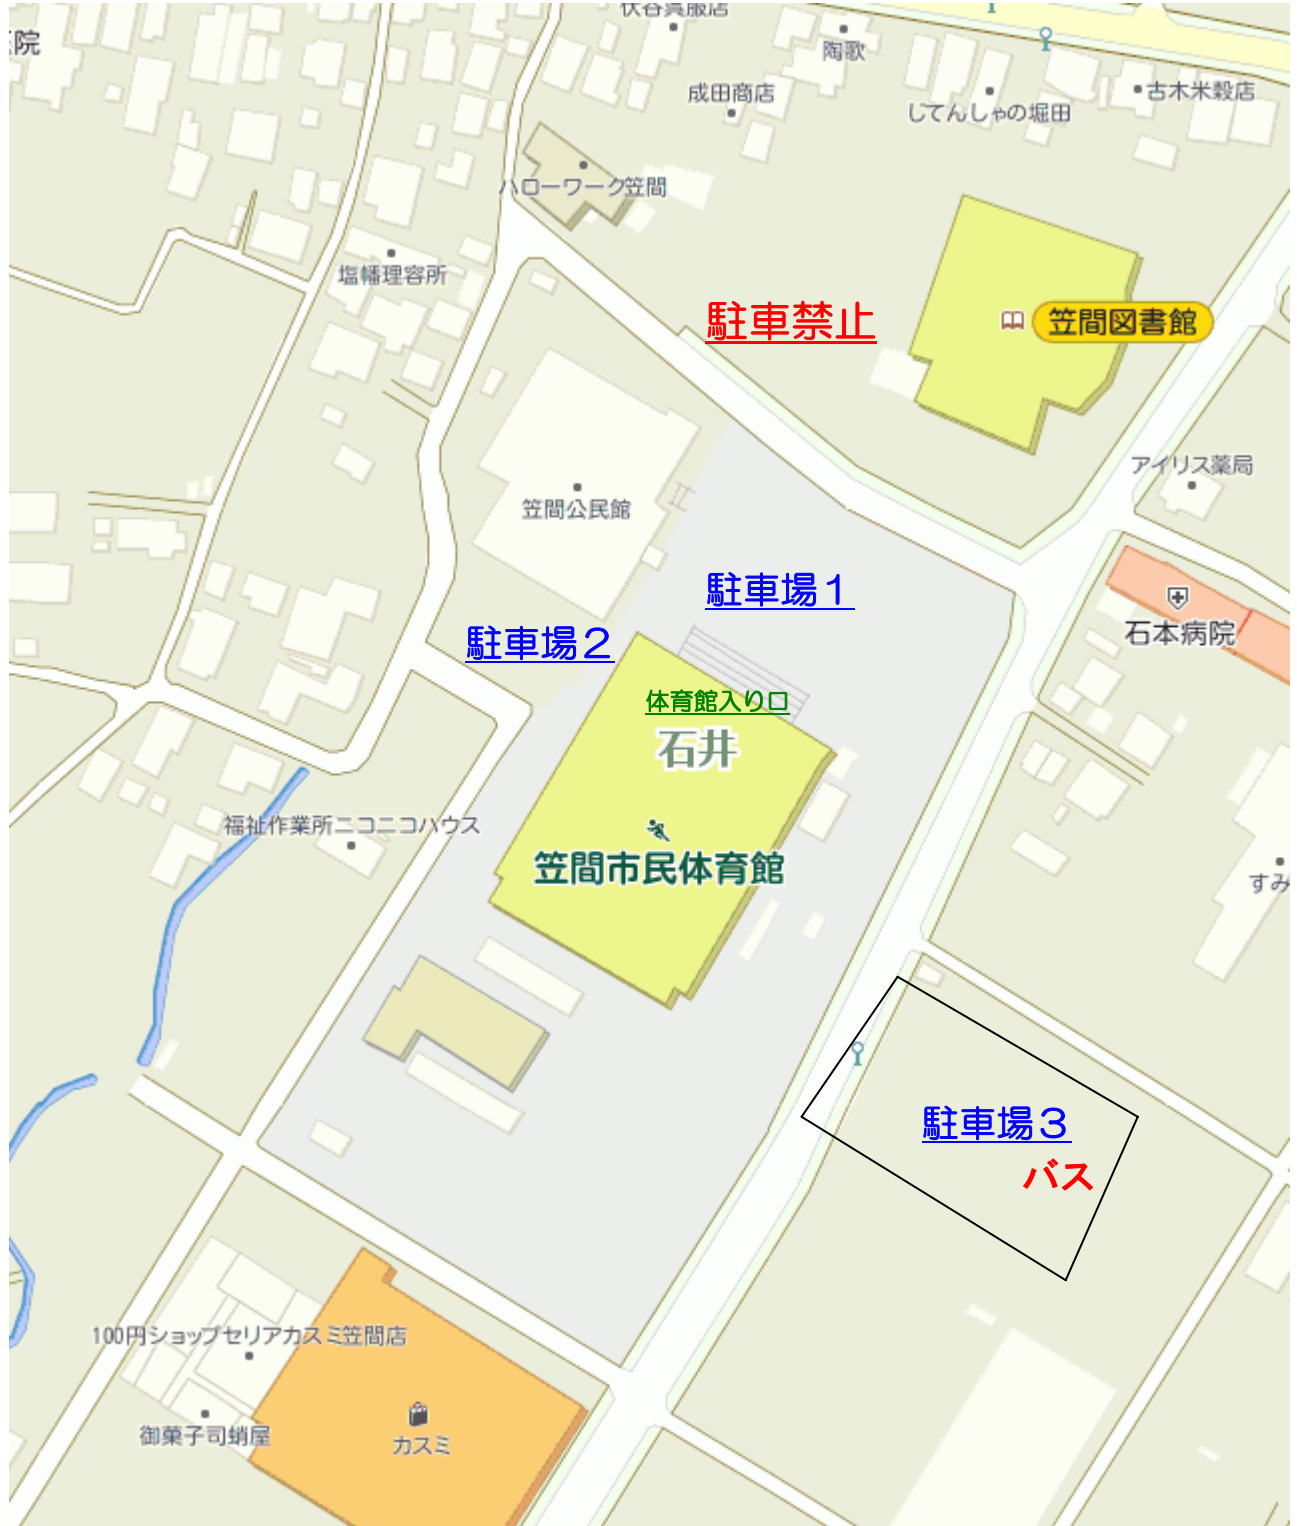 伏谷呉服店
医院
陶歌
成田商店
古木米穀店
してんしゃの堀田
ハローワーク笠間
塩幡理容所
駐車禁止
笠間図書館
アイリス薬局
笠間公民館
駐車場１
石本病院
駐車場２
体育館入り口
石井
福祉作業所ニコニコハウス
笠間市民体育館
すみ
駐車場３
バス
100円ショップセリアカスミ笠間店
御菓子司蛸屋
カスミ